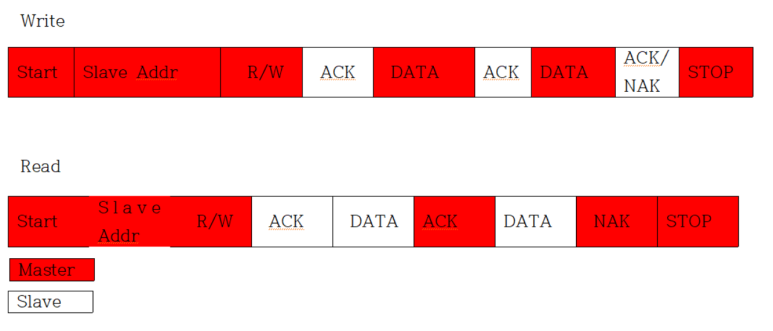 Write
Start Slave Addr R/W ACK DATA ACK DATA ACK/
NAK STOP
Read
Start Slave
Addr R/W ACK DATA ACK DATA NAK STOP
Master
Slave